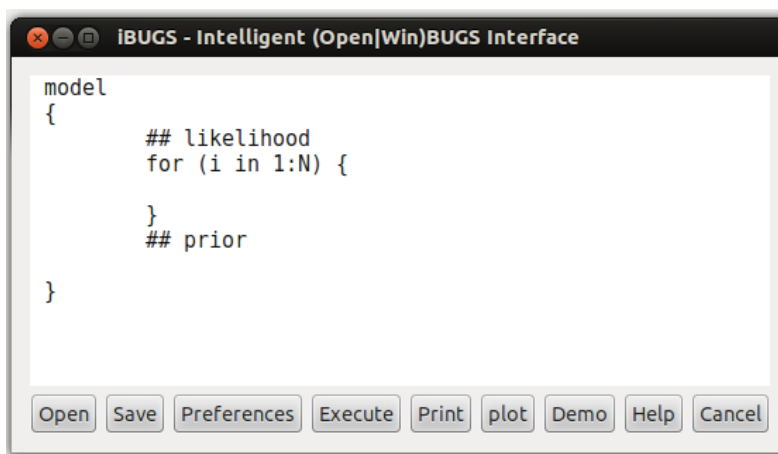 iBUGS - Intelligent (Open|Win)BUGS Interface
model
{
## likelihood
for (i in 1:N) {
}
## prior
}
Open Save Preferences Execute Print plot Demo Help Cancel